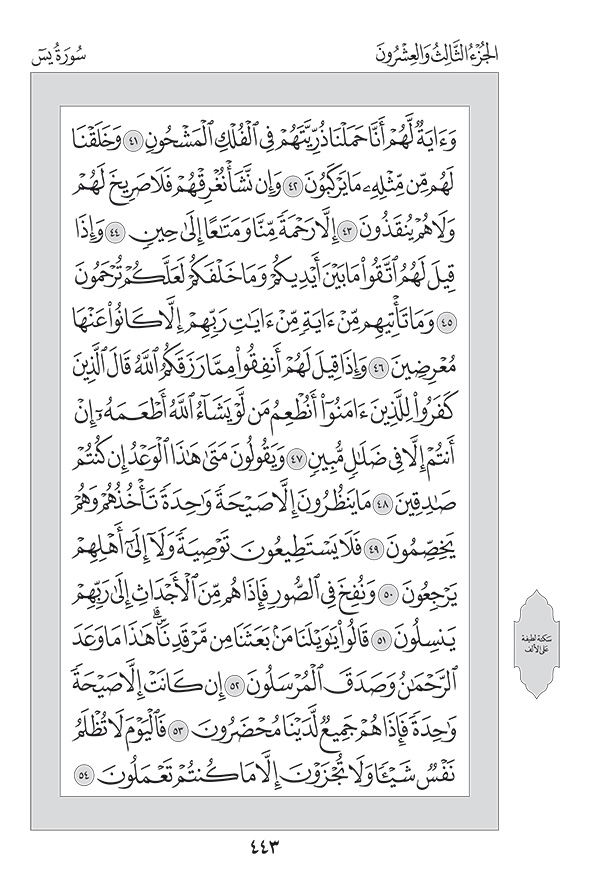 الجُزْءُ الثَّالِثُ وَالعِشْرُونَ
سُورَةُ يسٓ
وَءَايَةٌ لَّهُمْ أَنَّا حَمَلْنَا ذُرِّيَّتَهُمْ فِي ٱلْفُلْكِ ٱلْمَشْحُونِ ٤١ وَخَلَقْنَا
لَهُم مِّن مِّثْلِهِۦ مَا يَرْكَبُونَ ٤٢ وَإِن نَّشَأْ نُغْرِقْهُمْ فَلَا صَرِيخَ لَهُمْ
وَلَا هُمْ يُنقَذُونَ ٤٣ إِلَّا رَحْمَةً مِّنَّا وَمَتَٰعًا إِلَىٰ حِينٍ ٤٤ وَإِذَا
قِيلَ لَهُمُ ٱتَّقُوا۟ مَا بَيْنَ أَيْدِيكُمْ وَمَا خَلْفَكُمْ لَعَلَّكُمْ تُرْحَمُونَ
٤٥ وَمَا تَأْتِيهِم مِّنْ ءَايَةٍ مِّنْ ءَايَٰتِ رَبِّهِمْ إِلَّا كَانُوا۟ عَنْهَا
مُعْرِضِينَ ٤٦ وَإِذَا قِيلَ لَهُمْ أَنفِقُوا۟ مِمَّا رَزَقَكُمُ ٱللَّهُ قَالَ ٱلَّذِينَ
كَفَرُوا۟ لِلَّذِينَ ءَامَنُوٓا۟ أَنُطْعِمُ مَن لَّوْ يَشَآءُ ٱللَّهُ أَطْعَمَهُۥٓ إِنْ
أَنتُمْ إِلَّا فِي ضَلَٰلٍ مُّبِينٍ ٤٧ وَيَقُولُونَ مَتَىٰ هَٰذَا ٱلْوَعْدُ إِن كُنتُمْ
صَٰدِقِينَ ٤٨ مَا يَنظُرُونَ إِلَّا صَيْحَةً وَٰحِدَةً تَأْخُذُهُمْ وَهُمْ
يَخِصِّمُونَ ٤٩ فَلَا يَسْتَطِيعُونَ تَوْصِيَةً وَلَآ إِلَىٰٓ أَهْلِهِمْ
يَرْجِعُونَ ٥٠ وَنُفِخَ فِي ٱلصُّورِ فَإِذَا هُم مِّنَ ٱلْأَجْدَاثِ إِلَىٰ رَبِّهِمْ
يَنسِلُونَ ٥١ قَالُوا۟ يَٰوَيْلَنَا مَنۢ بَعَثَنَا مِن مَّرْقَدِنَا ۜ ۗ هَٰذَا مَا وَعَدَ
ٱلرَّحْمَٰنُ وَصَدَقَ ٱلْمُرْسَلُونَ ٥٢ إِن كَانَتْ إِلَّا صَيْحَةً
وَٰحِدَةً فَإِذَا هُمْ جَمِيعٌ لَّدَيْنَا مُحْضَرُونَ ٥٣ فَٱلْيَوْمَ لَا تُظْلَمُ
نَفْسٌ شَيْـًٔا وَلَا تُجْزَوْنَ إِلَّا مَا كُنتُمْ تَعْمَلُونَ ٥٤
سكتة لطيفة
على الألف
٤٤٣